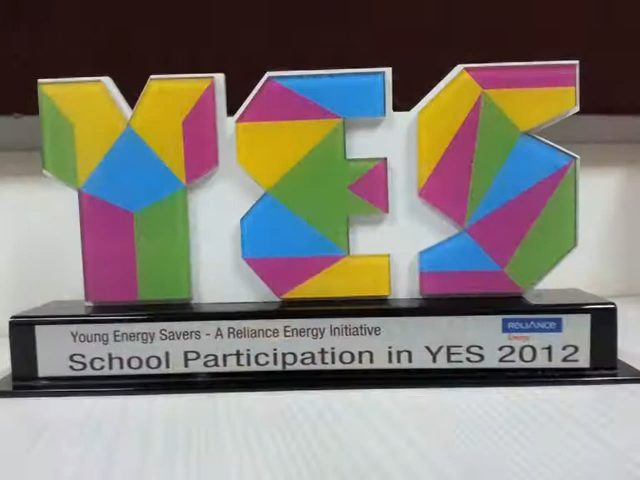 YES
Young Energy Savers - A Reliance Energy Initiative
RELIANCE
Energy
School Participation in YES 2012